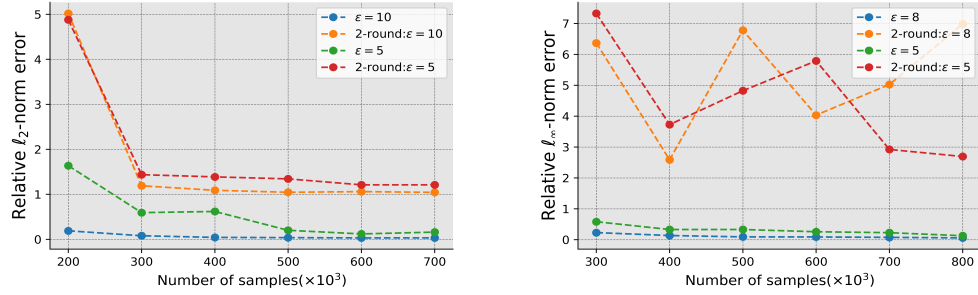 5
4
3
2
1
0
Relative ℓ₂-norm error
ε = 10
2-round:ε = 10
ε = 5
2-round:ε = 5
200 300 400 500 600 700
Number of samples(×10³)
7
6
5
4
3
2
1
0
Relative ℓ∞-norm error
ε = 8
2-round:ε = 8
ε = 5
2-round:ε = 5
300 400 500 600 700 800
Number of samples(×10³)